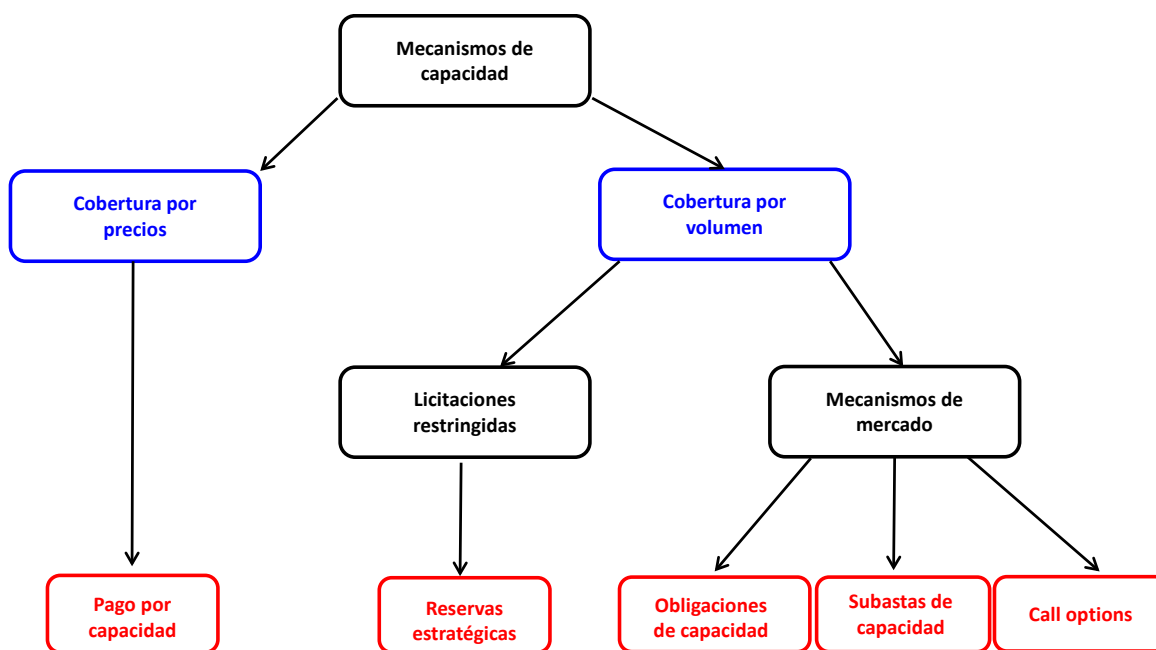 Mecanismos de
capacidad
Cobertura por
precios
Cobertura por
volumen
Licitaciones
restringidas
Mecanismos de
mercado
Pago por
capacidad
Reservas
estratégicas
Obligaciones
de capacidad
Subastas de
capacidad
Call options